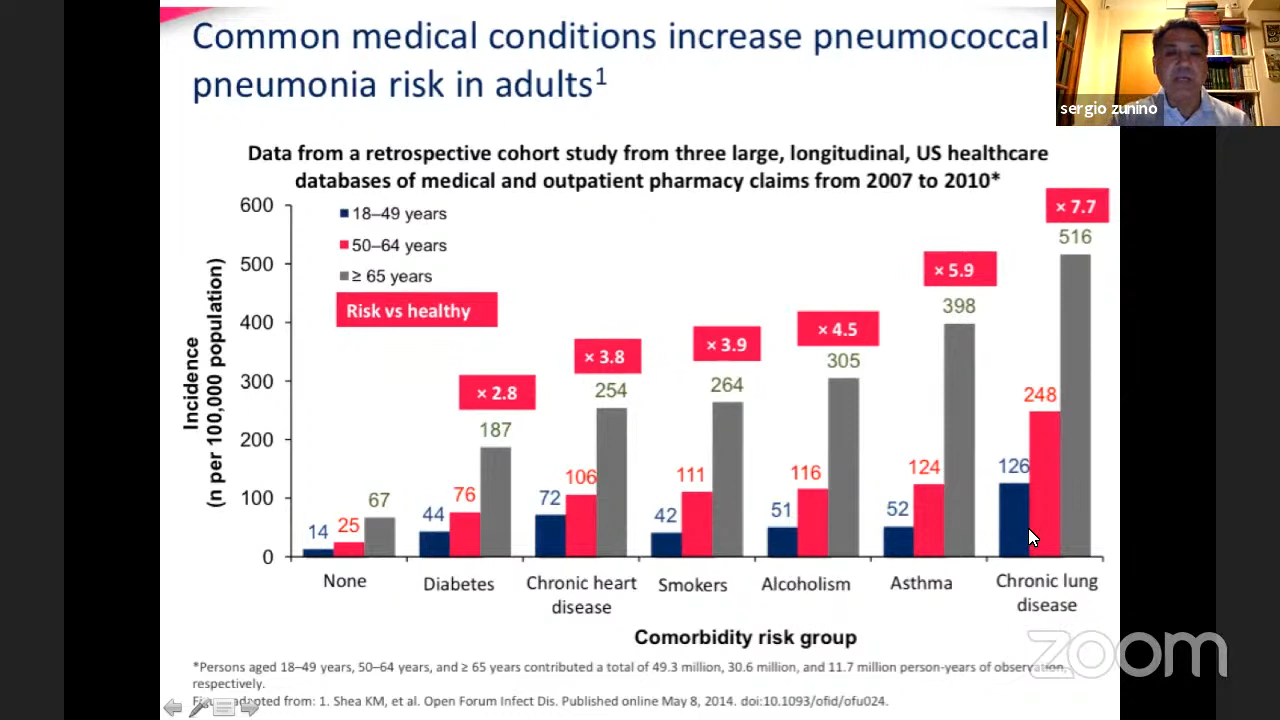 Common medical conditions increase pneumococcal
pneumonia risk in adults1
sergio zunino
Data from a retrospective cohort study from three large, longitudinal, US healthcare
databases of medical and outpatient pharmacy claims from 2007 to 2010*
Incidence
(n per 100,000 population)
600
500
400
300
200
100
0
18–49 years
50–64 years
≥ 65 years
Risk vs healthy
× 2.8
× 3.8
× 3.9
× 4.5
× 5.9
× 7.7
14 25 67
44 76 187
72 106 254
42 111 264
51 116 305
52 124 398
126 248 516
None
Diabetes
Chronic heart
disease
Smokers
Alcoholism
Asthma
Chronic lung
disease
Comorbidity risk group
zoom
*Persons aged 18–49 years, 50–64 years, and ≥ 65 years contributed a total of 49.3 million, 30.6 million, and 11.7 million person-years of observation,
respectively.
adopted from: 1. Shea KM, et al. Open Forum Infect Dis. Published online May 8, 2014. doi:10.1093/ofid/ofu024.